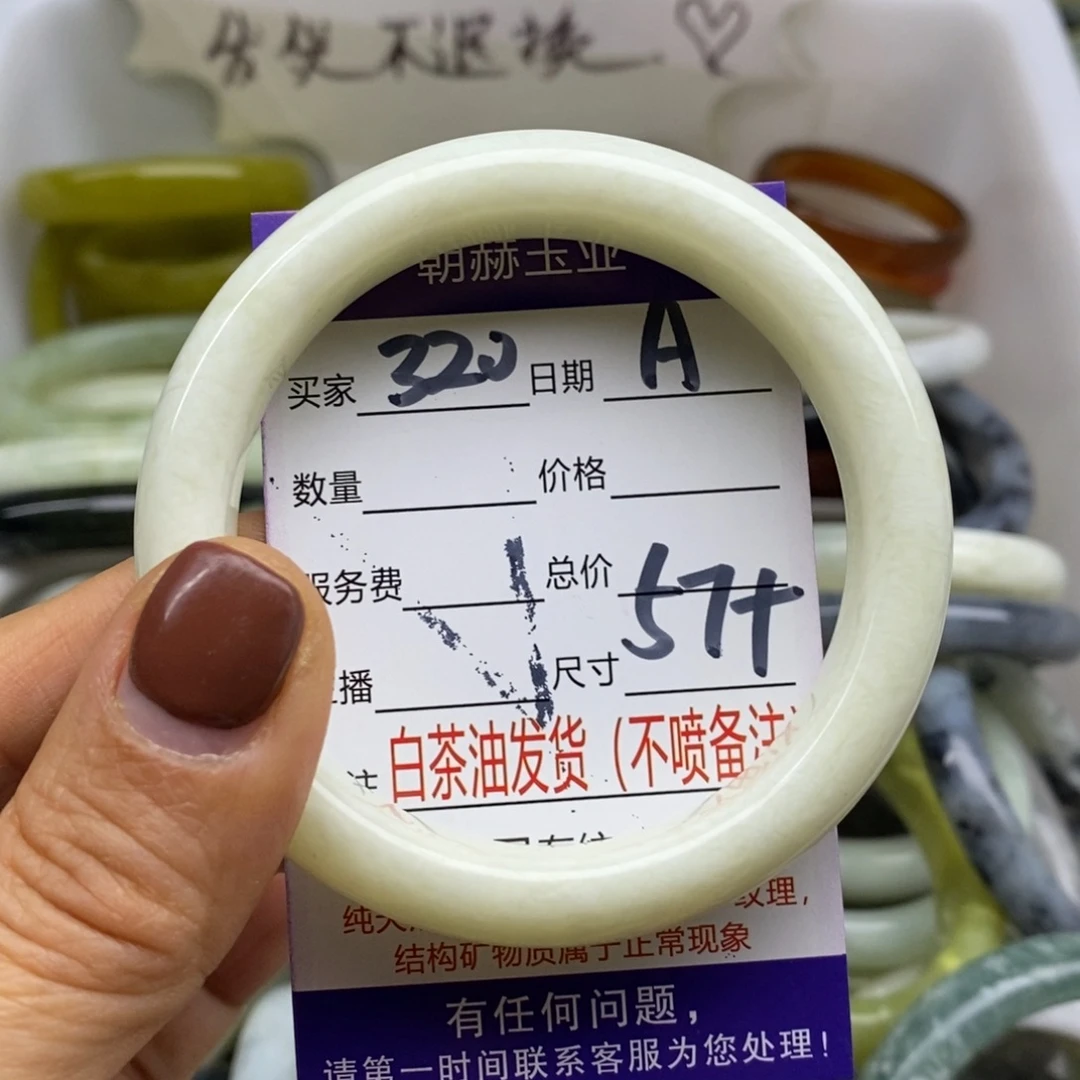 不退换
朝赫玉业
买家 320 日期 A
数量 价格
服务费 总价
播 尺寸 57+
注 白茶油发货（不喷备注
纹理，
结构矿物质属于正常现象
有任何问题，
请第一时间联系客服为您处理！